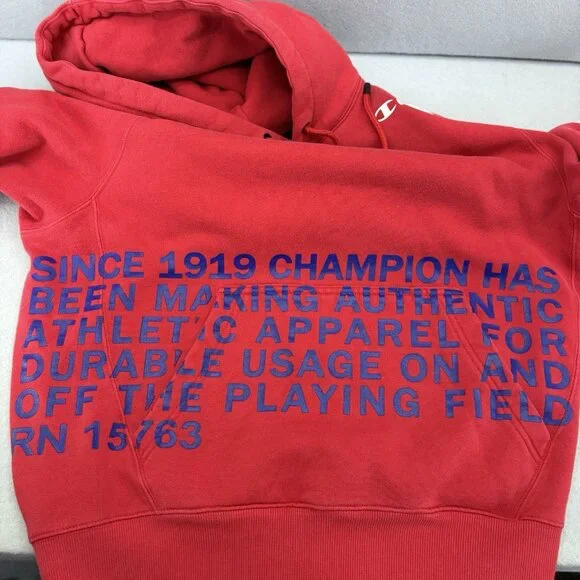 SINCE 1919 CHAMPION HAS
BEEN MAKING AUTHENTIC
ATHLETIC APPAREL FOR
DURABLE USAGE ON AND
OFF THE PLAYING FIELD
RN 15763